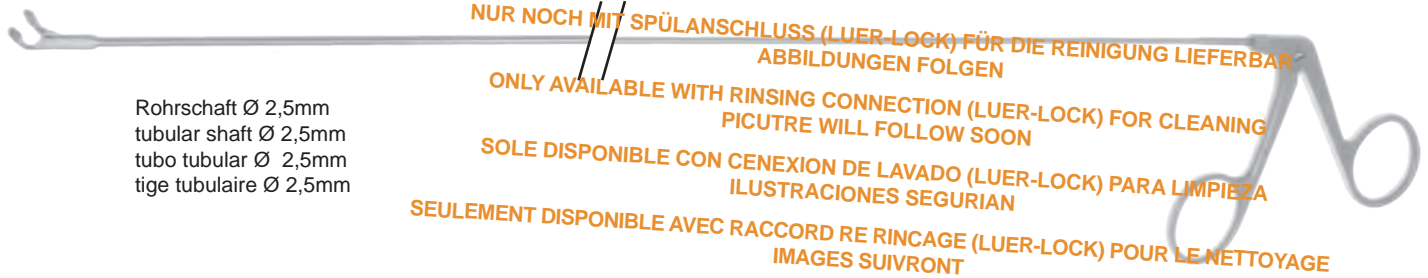 NUR NOCH MIT SPÜLANSCHLUSS (LUER-LOCK) FÜR DIE REINIGUNG LIEFERBAR
ABBILDUNGEN FOLGEN
ONLY AVAILABLE WITH RINSING CONNECTION (LUER-LOCK) FOR CLEANING
PICUTRE WILL FOLLOW SOON
SOLE DISPONIBLE CON CENEXION DE LAVADO (LUER-LOCK) PARA LIMPIEZA
ILUSTRACIONES SEGURIAN
SEULEMENT DISPONIBLE AVEC RACCORD RE RINCAGE (LUER-LOCK) POUR LE NETTOYAGE
IMAGES SUIVRONT
Rohrschaft Ø 2,5mm
tubular shaft Ø 2,5mm
tubo tubular Ø 2,5mm
tige tubulaire Ø 2,5mm